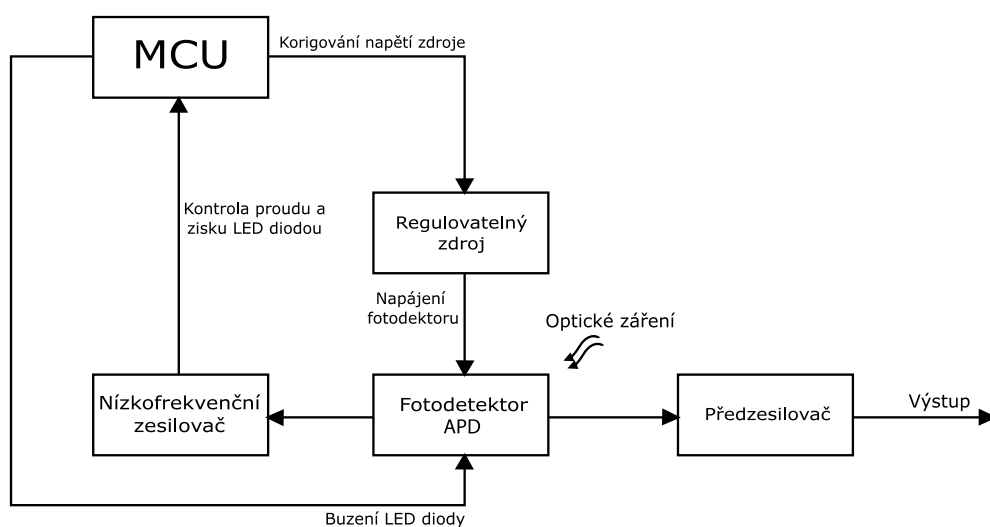 MCU
Korigování napětí zdroje
Kontrola proudu a
zisku LED diodou
Regulovatelný
zdroj
Napájení
fotodektoru
Optické záření
Nízkofrekvenční
zesilovač
Fotodetektor
APD
Předzesilovač
Výstup
Buzení LED diody